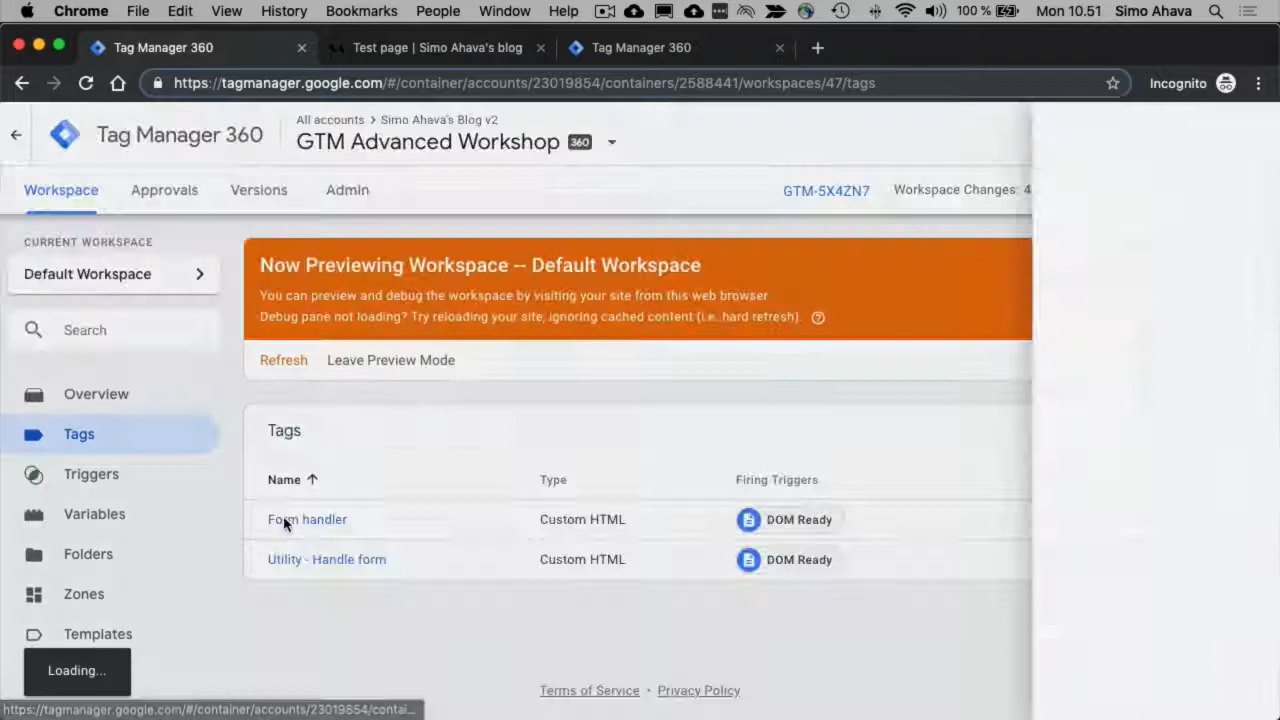 Chrome File Edit View History Bookmarks People Window Help 100 % Mon 10.51 Simo Ahava
Tag Manager 360
Test page | Simo Ahava's blog
Tag Manager 360
https://tagmanager.google.com/#/container/accounts/23019854/containers/2588441/workspaces/47/tags
Incognito
Tag Manager 360
All accounts > Simo Ahava's Blog v2
GTM Advanced Workshop 360
Workspace Approvals Versions Admin
GTM-5X4ZN7 Workspace Changes: 4
CURRENT WORKSPACE
Default Workspace
Search
Overview
Tags
Triggers
Variables
Folders
Zones
Templates
Now Previewing Workspace -- Default Workspace
You can preview and debug the workspace by visiting your site from this web browser
Debug pane not loading? Try reloading your site, ignoring cached content (i.e. hard refresh).
Refresh Leave Preview Mode
Tags
Name Type Firing Triggers
Form handler Custom HTML DOM Ready
Utility - Handle form Custom HTML DOM Ready
Terms of Service · Privacy Policy
Loading...
https://tagmanager.google.com/#/container/accounts/23019854/contai...